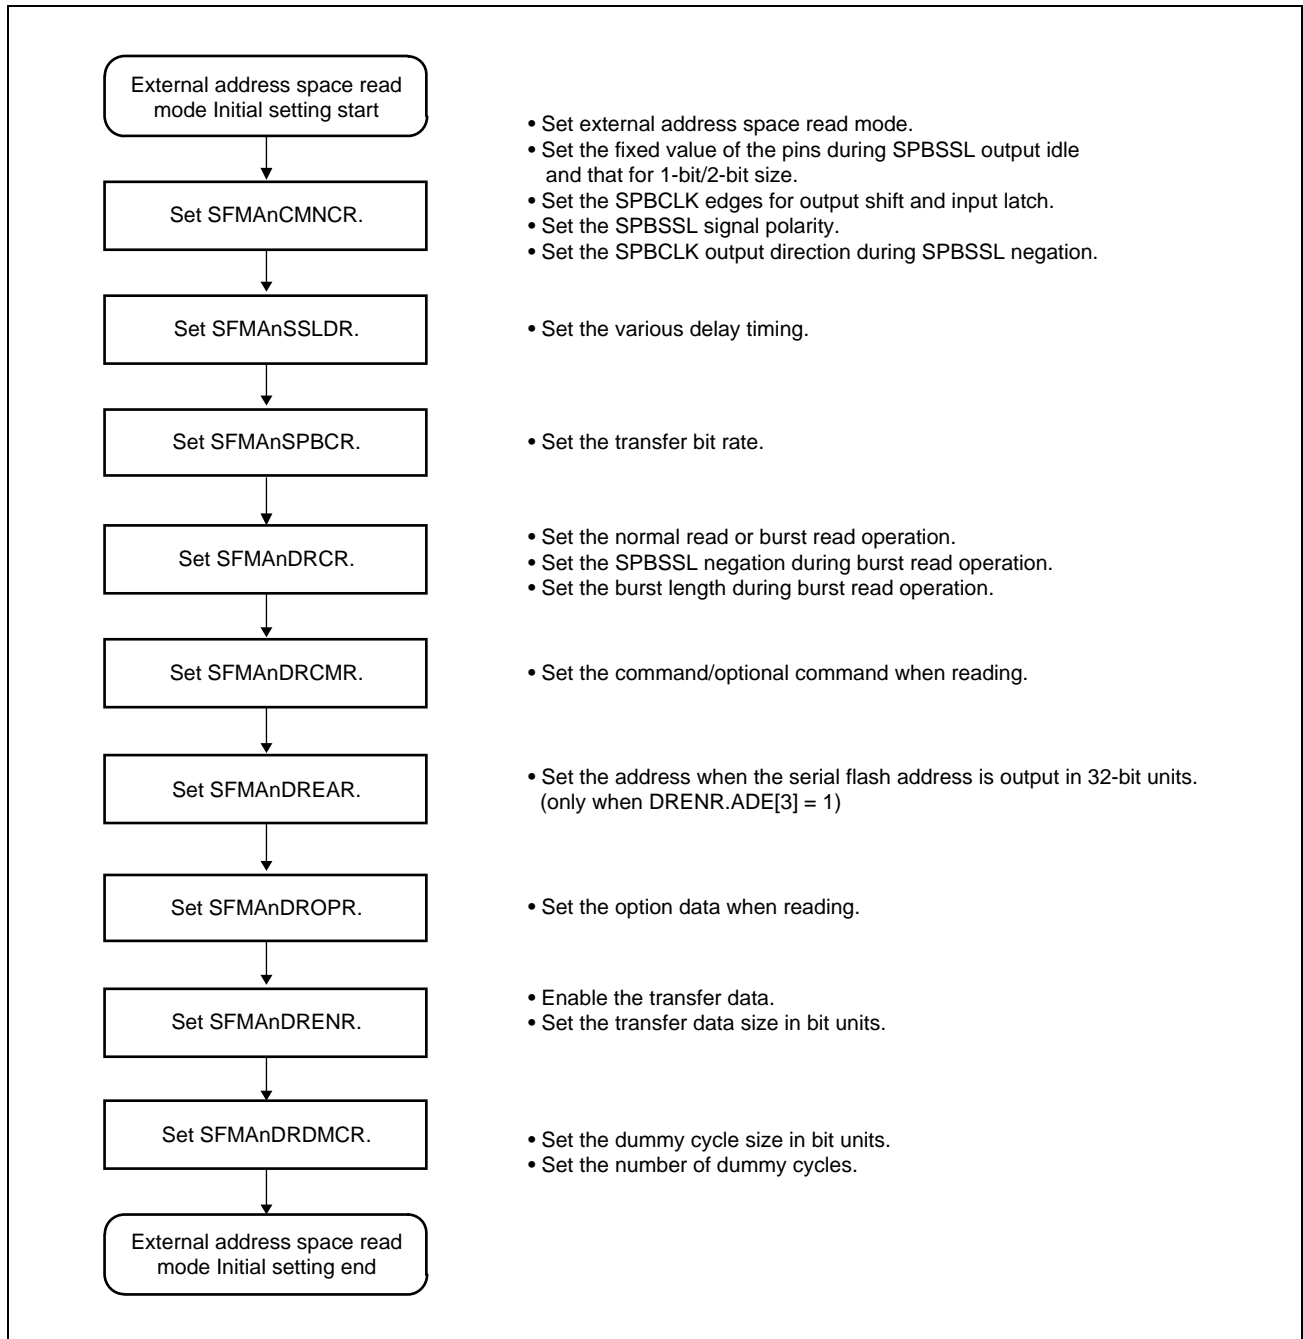 External address space read
mode Initial setting start
• Set external address space read mode.
• Set the fixed value of the pins during SPBSSL output idle
and that for 1-bit/2-bit size.
Set SFMAnCMNCR.
• Set the SPBCLK edges for output shift and input latch.
• Set the SPBSSL signal polarity.
• Set the SPBCLK output direction during SPBSSL negation.
Set SFMAnSSLDR.
• Set the various delay timing.
Set SFMAnSPBCR.
• Set the transfer bit rate.
Set SFMAnDRCR.
• Set the normal read or burst read operation.
• Set the SPBSSL negation during burst read operation.
• Set the burst length during burst read operation.
Set SFMAnDRCMR.
• Set the command/optional command when reading.
Set SFMAnDREAR.
• Set the address when the serial flash address is output in 32-bit units.
(only when DRENR.ADE[3] = 1)
Set SFMAnDROPR.
• Set the option data when reading.
Set SFMAnDRENR.
• Enable the transfer data.
• Set the transfer data size in bit units.
Set SFMAnDRDMCR.
• Set the dummy cycle size in bit units.
• Set the number of dummy cycles.
External address space read
mode Initial setting end